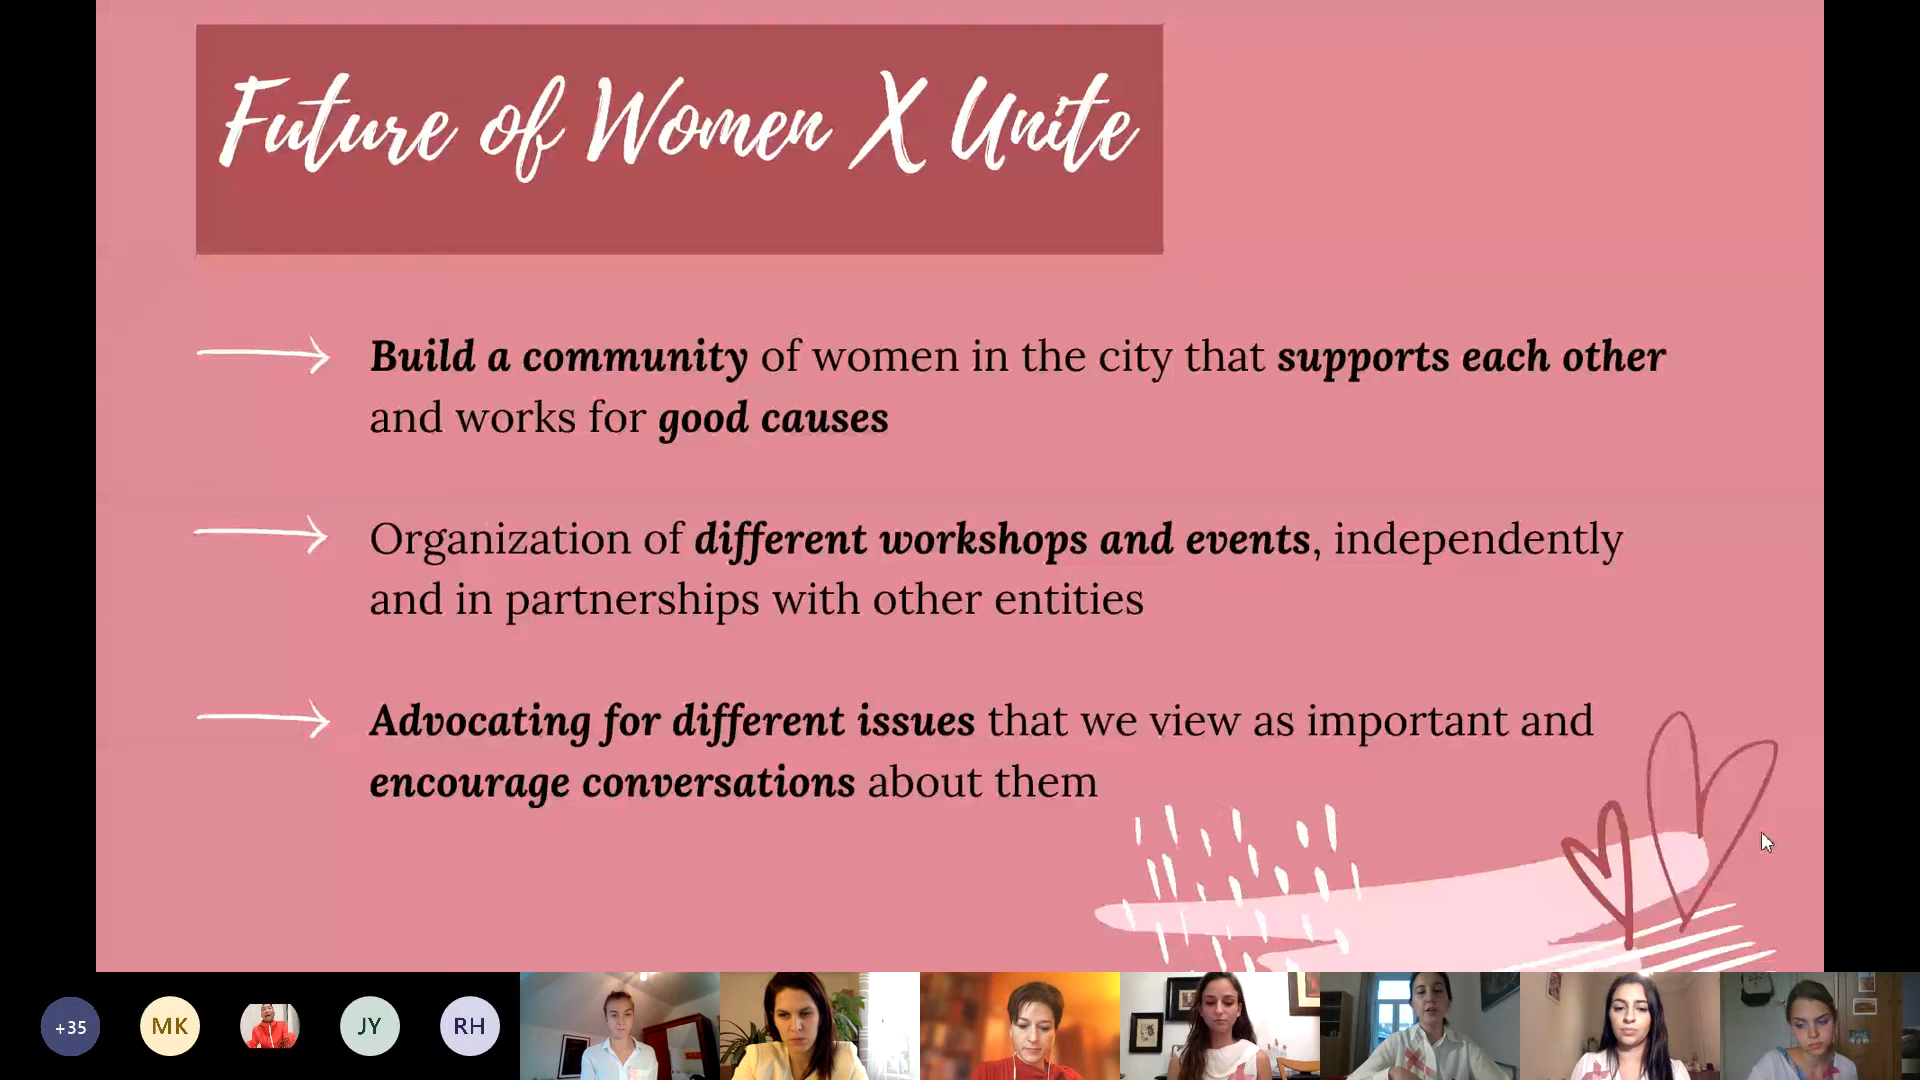 Future of Women X Unite
Build a community of women in the city that supports each other
and works for good causes
Organization of different workshops and events, independently
and in partnerships with other entities
Advocating for different issues that we view as important and
encourage conversations about them
+35
MK
JY
RH